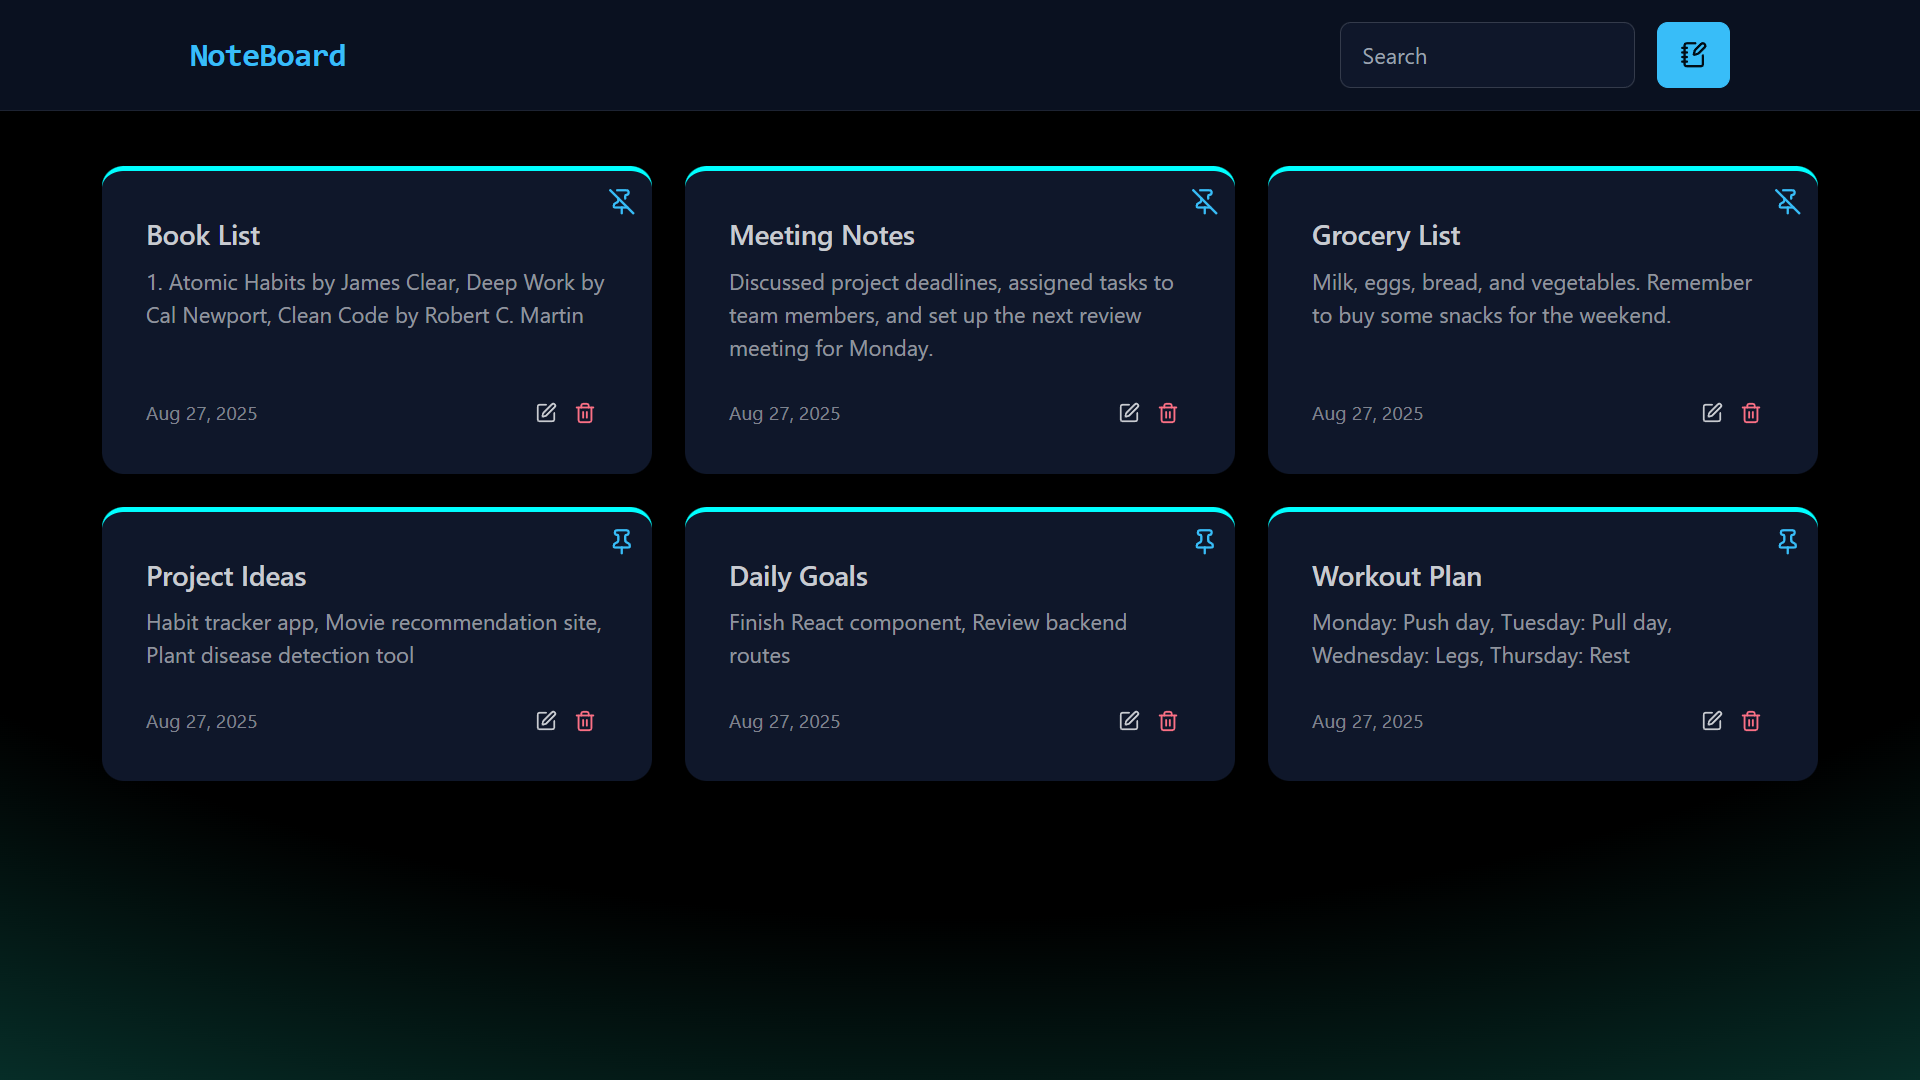 NoteBoard
Search
Book List
1. Atomic Habits by James Clear, Deep Work by
Cal Newport, Clean Code by Robert C. Martin
Aug 27, 2025
Meeting Notes
Discussed project deadlines, assigned tasks to
team members, and set up the next review
meeting for Monday.
Aug 27, 2025
Grocery List
Milk, eggs, bread, and vegetables. Remember
to buy some snacks for the weekend.
Aug 27, 2025
Project Ideas
Habit tracker app, Movie recommendation site,
Plant disease detection tool
Aug 27, 2025
Daily Goals
Finish React component, Review backend
routes
Aug 27, 2025
Workout Plan
Monday: Push day, Tuesday: Pull day,
Wednesday: Legs, Thursday: Rest
Aug 27, 2025